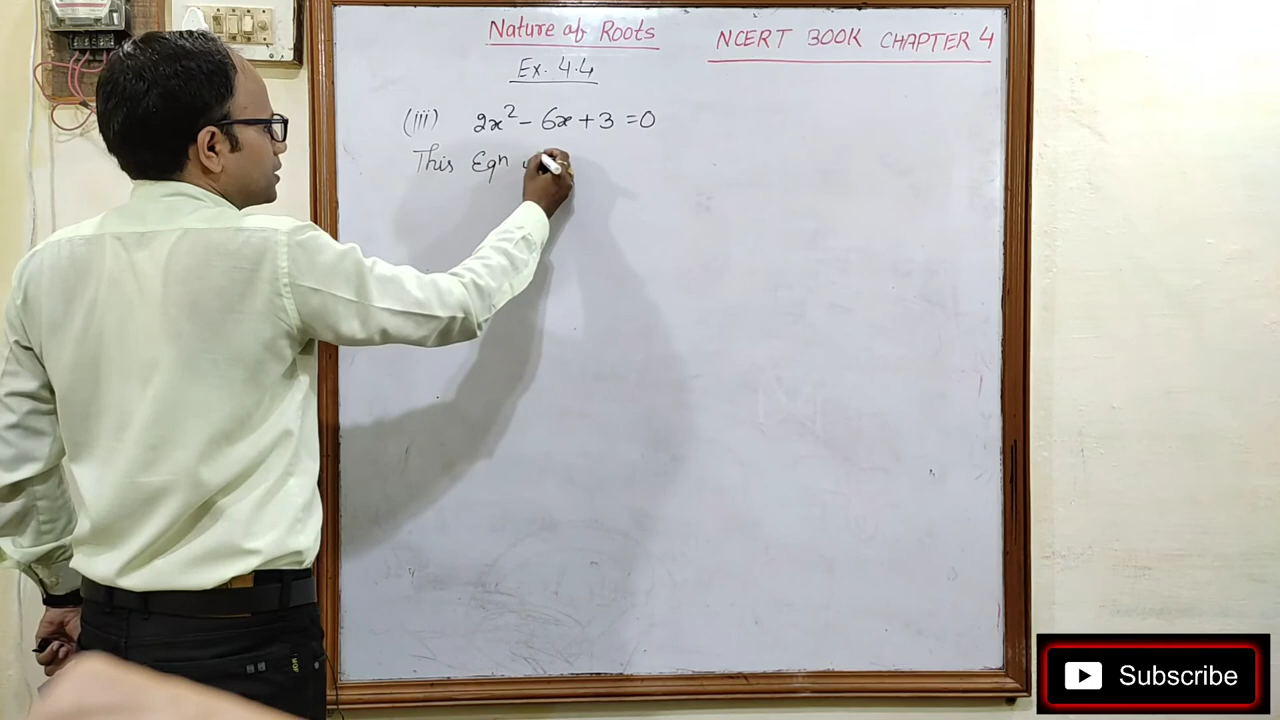 Nature of Roots
NCERT BOOK CHAPTER 4
Ex. 4.4
(iii) 2x² - 6x + 3 = 0
This Eqn
Subscribe